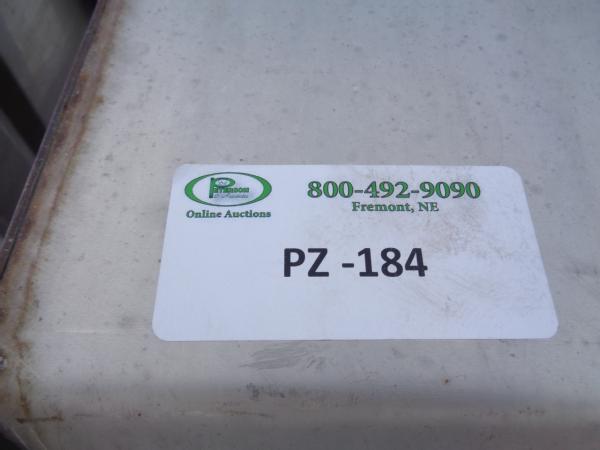 PETERSON
Online Auctions
800-492-9090
Fremont, NE
PZ -184